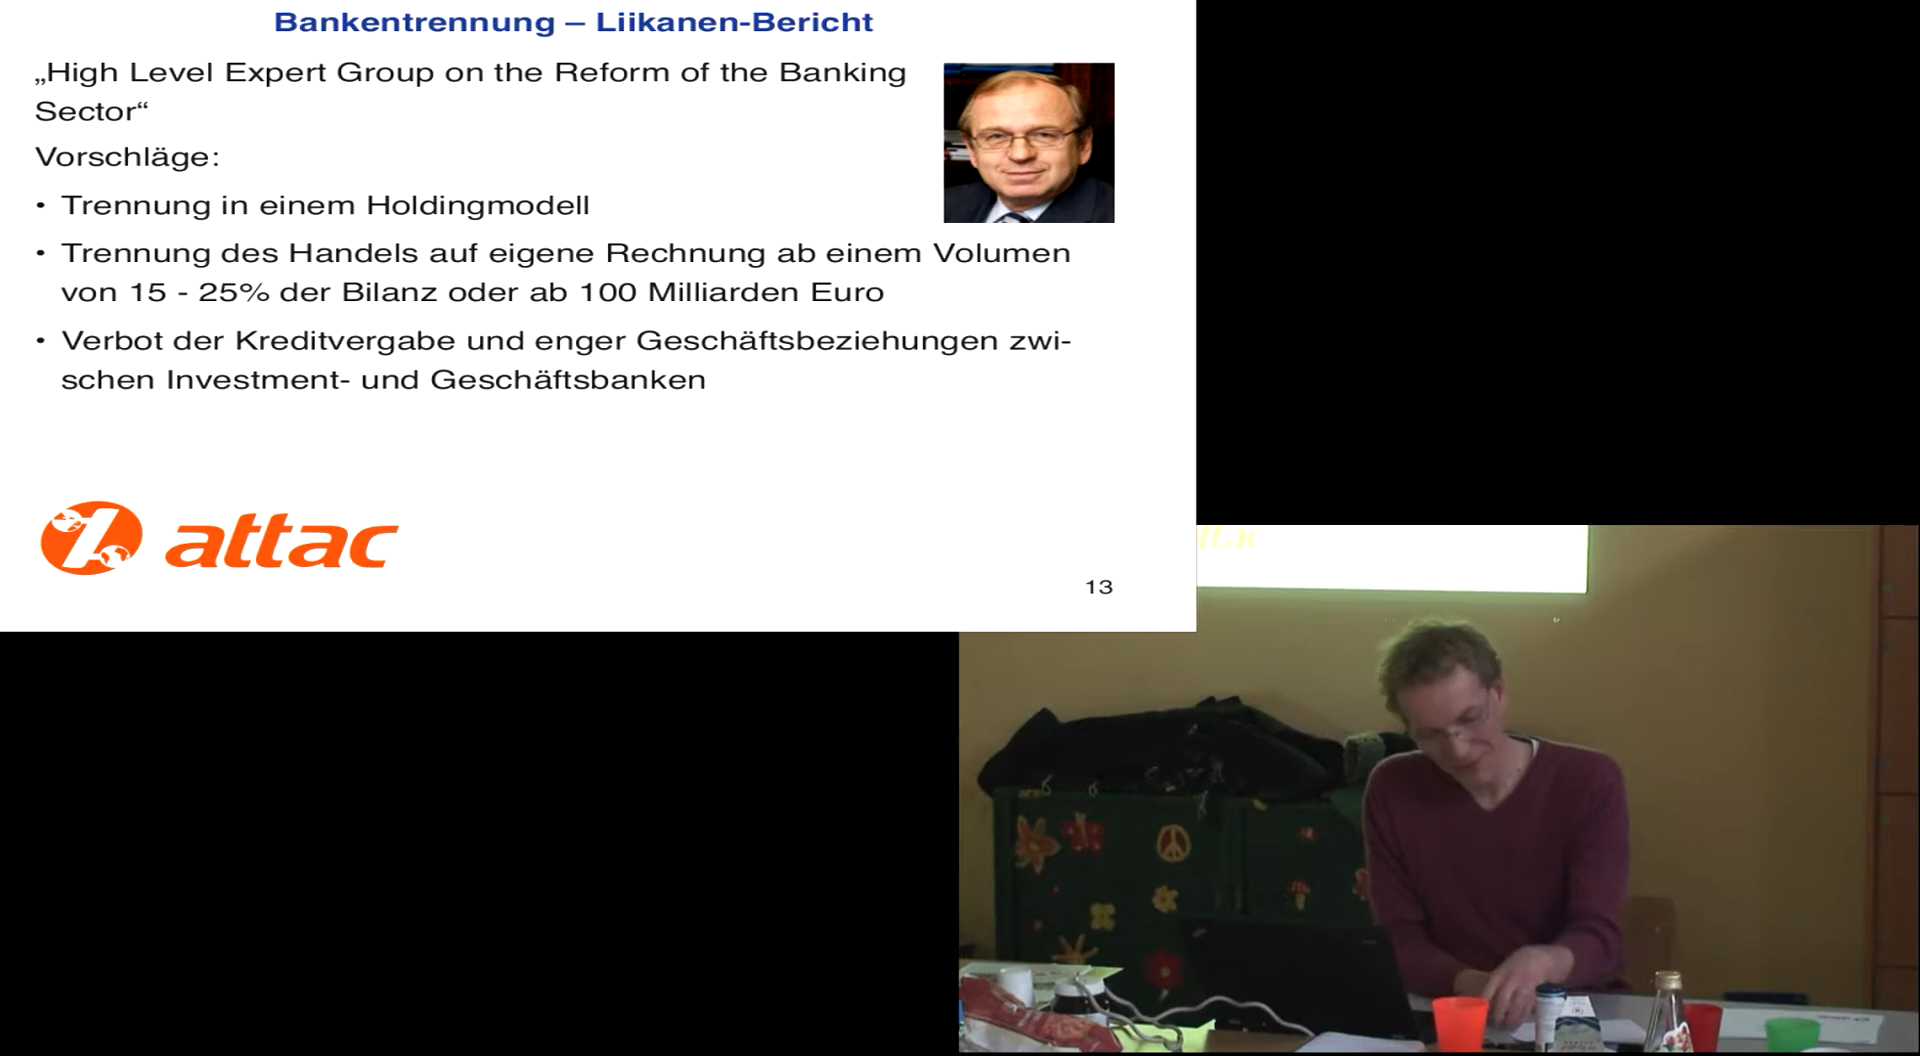 Bankentrennung – Liikanen-Bericht
„High Level Expert Group on the Reform of the Banking
Sector“
Vorschläge:
• Trennung in einem Holdingmodell
• Trennung des Handels auf eigene Rechnung ab einem Volumen
von 15 - 25% der Bilanz oder ab 100 Milliarden Euro
• Verbot der Kreditvergabe und enger Geschäftsbeziehungen zwi-
schen Investment- und Geschäftsbanken
attac
13